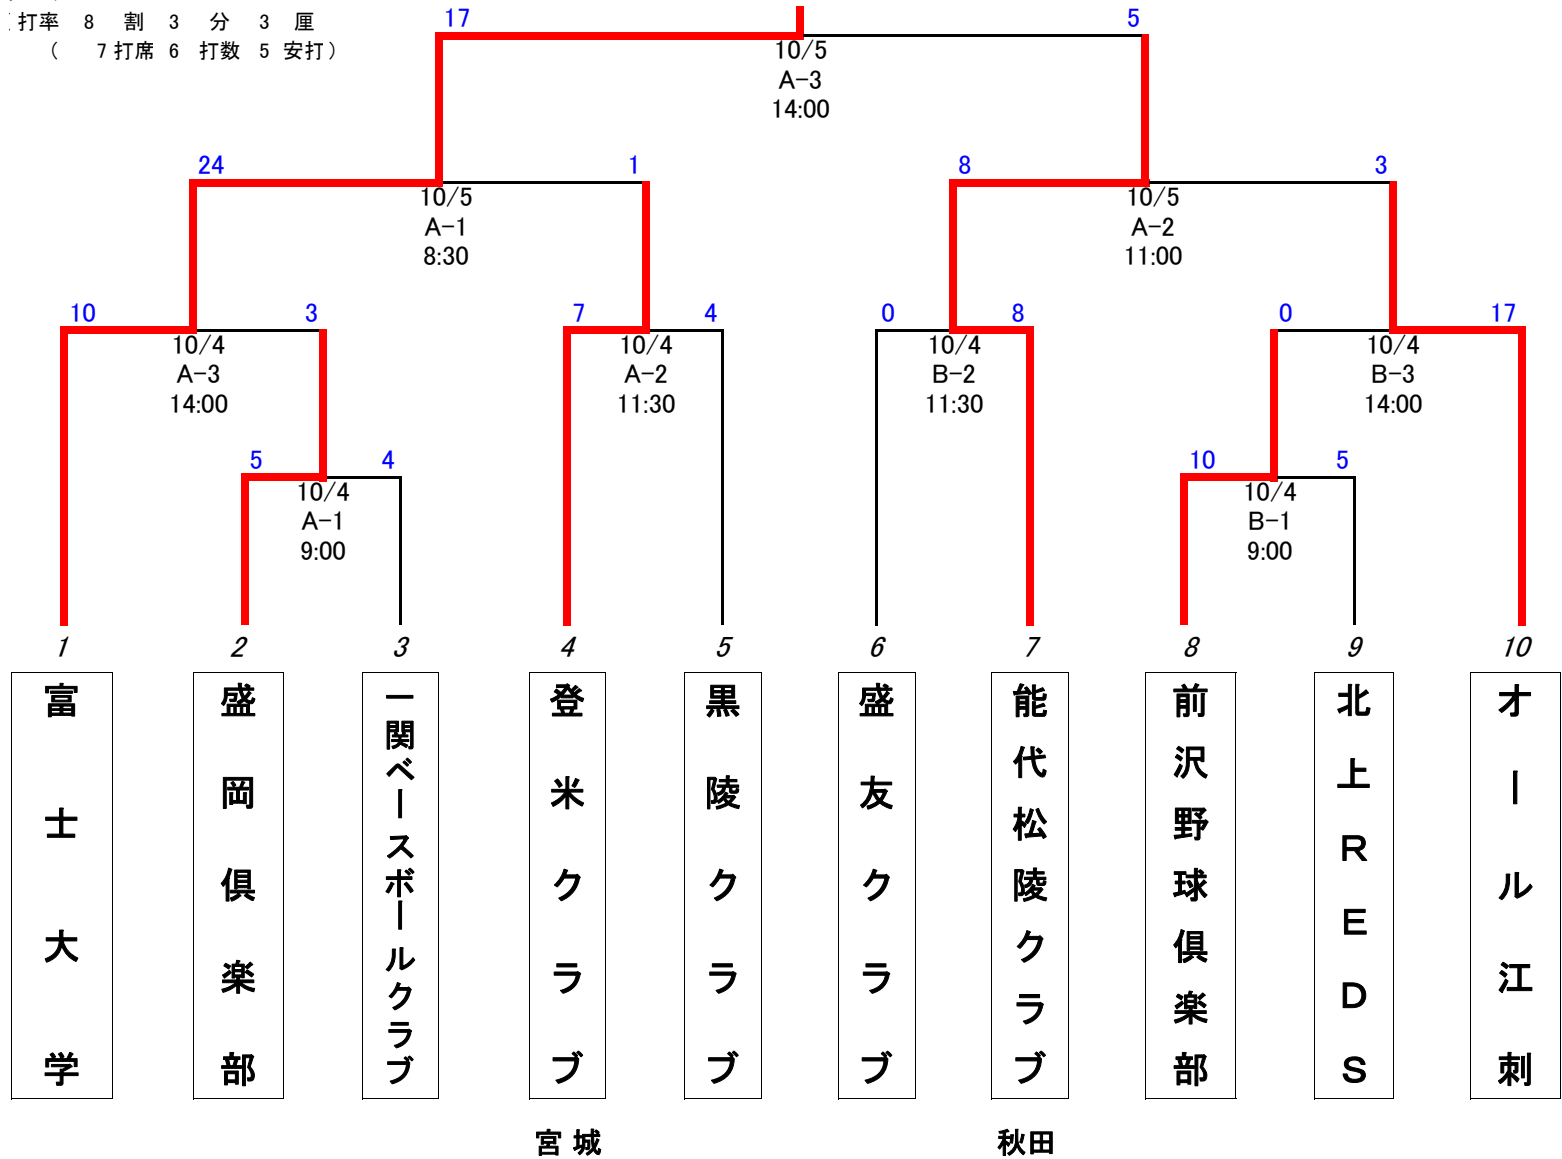 打率 8 割 3 分 3 厘
( 7打席 6 打数 5 安打)
17 5
10/5
A-3
14:00
24 1 8 3
10/5 10/5
A-1 A-2
8:30 11:00
10 3 7 4 0 8 0 17
10/4 10/4 10/4 10/4
A-3 A-2 B-2 B-3
14:00 11:30 11:30 14:00
5 4 10 5
10/4 10/4
A-1 B-1
9:00 9:00
1 2 3 4 5 6 7 8 9 10
富士大学
盛岡倶楽部
一関ベースボールクラブ
登米クラブ
黒陵クラブ
盛友クラブ
能代松陵クラブ
前沢野球倶楽部
北上REDS
オール江刺
宮城 秋田